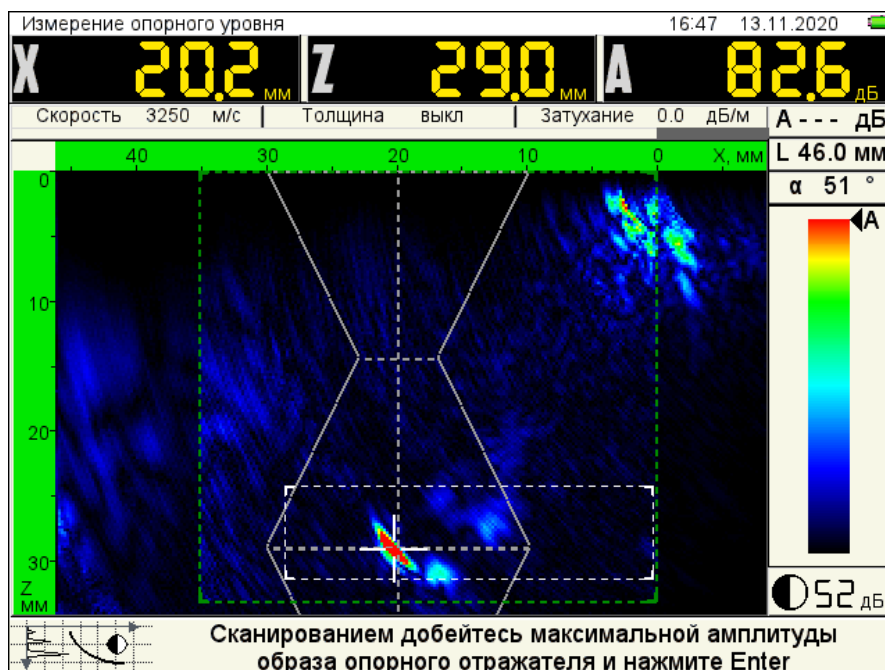 Измерение опорного уровня 16:47 13.11.2020
X 20.2 мм Z 29.0 мм A 82.6 дБ
Скорость 3250 м/с Толщина выкл Затухание 0.0 дБ/м A - - - дБ
40 30 20 10 0 X, мм L 46.0 мм
α 51 °
0
A
10
20
30
Z
мм
52 дБ
Сканированием добейтесь максимальной амплитуды
образа опорного отражателя и нажмите Enter